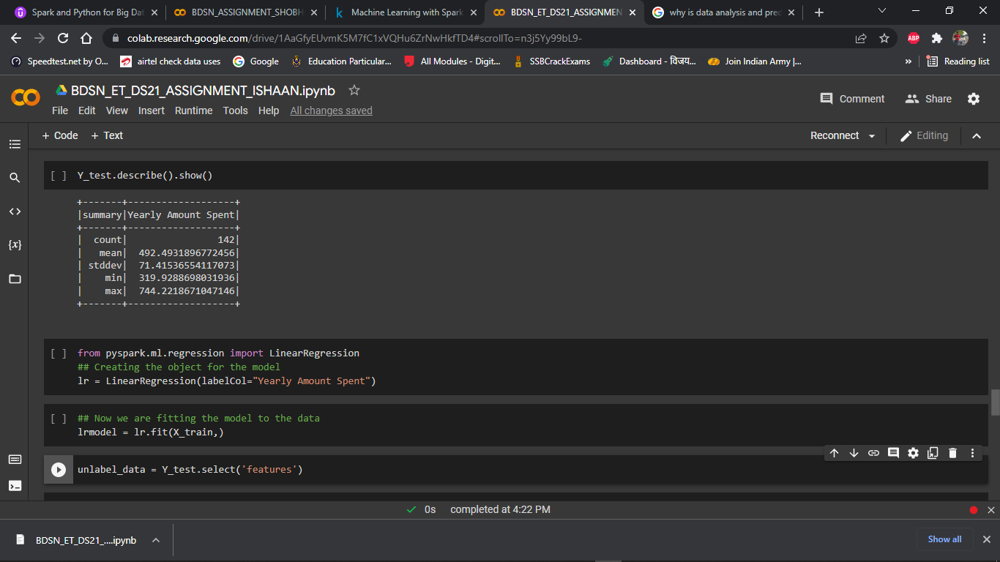 Spark and Python for Big Dat
BDSN_ASSIGNMENT_SHOBH
Machine Learning with Spark
BDSN_ET_DS21_ASSIGNMEN
why is data analysis and pred
colab.research.google.com/drive/1AaGfyEUvmK5M7fC1xVQHu6ZrNwHkfTD4#scrollTo=n3j5Yy99bL9-
ABP
Speedtest.net by O...
airtel check data uses
Google
Education Particular...
All Modules - Digit...
SSBCrackExams
Dashboard - विजय...
Join Indian Army |...
»
Reading list
BDSN_ET_DS21_ASSIGNMENT_ISHAAN.ipynb
Comment
Share
File Edit View Insert Runtime Tools Help All changes saved
+ Code + Text
Reconnect
Editing
[ ] Y_test.describe().show()
+-------+-------------------+
|summary|Yearly Amount Spent|
+-------+-------------------+
| count| 142|
| mean| 492.4931896772456|
| stddev| 71.41536554117073|
| min| 319.9288698031936|
| max| 744.2218671047146|
+-------+-------------------+
[ ] from pyspark.ml.regression import LinearRegression
## Creating the object for the model
lr = LinearRegression(labelCol="Yearly Amount Spent")
[ ] ## Now we are fitting the model to the data
lrmodel = lr.fit(X_train,)
unlabel_data = Y_test.select('features')
{x}
0s completed at 4:22 PM
BDSN_ET_DS21_....ipynb
Show all